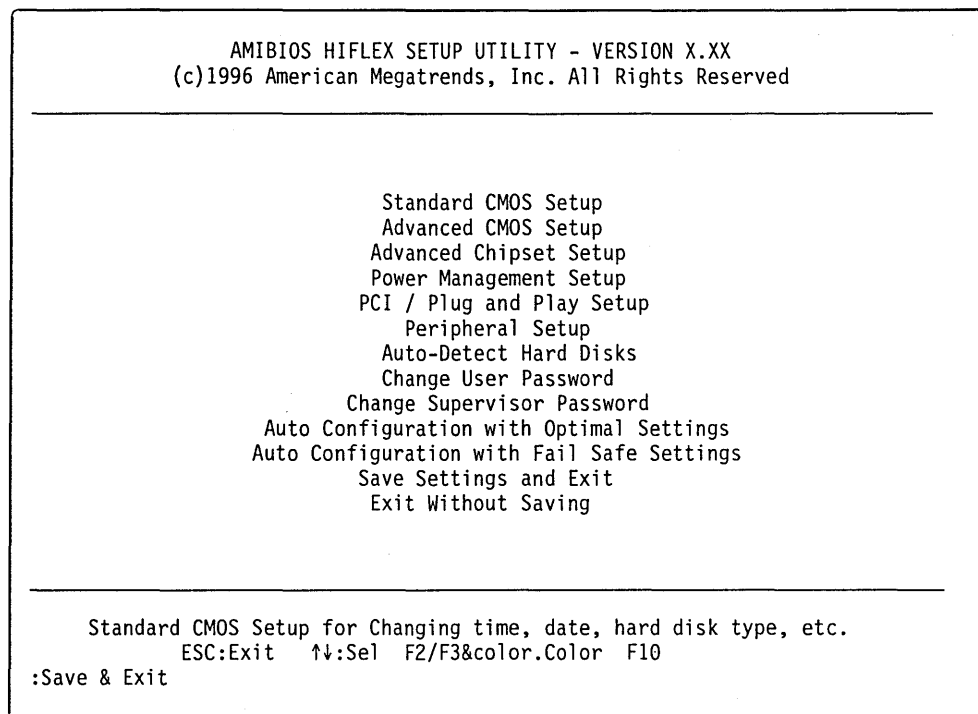 AMIBIOS HIFLEX SETUP UTILITY - VERSION X.XX
(c)1996 American Megatrends, Inc. All Rights Reserved
Standard CMOS Setup
Advanced CMOS Setup
Advanced Chipset Setup
Power Management Setup
PCI / Plug and Play Setup
Peripheral Setup
Auto-Detect Hard Disks
Change User Password
Change Supervisor Password
Auto Configuration with Optimal Settings
Auto Configuration with Fail Safe Settings
Save Settings and Exit
Exit Without Saving
Standard CMOS Setup for Changing time, date, hard disk type, etc.
ESC:Exit ↑↓:Sel F2/F3&color.Color F10
:Save & Exit